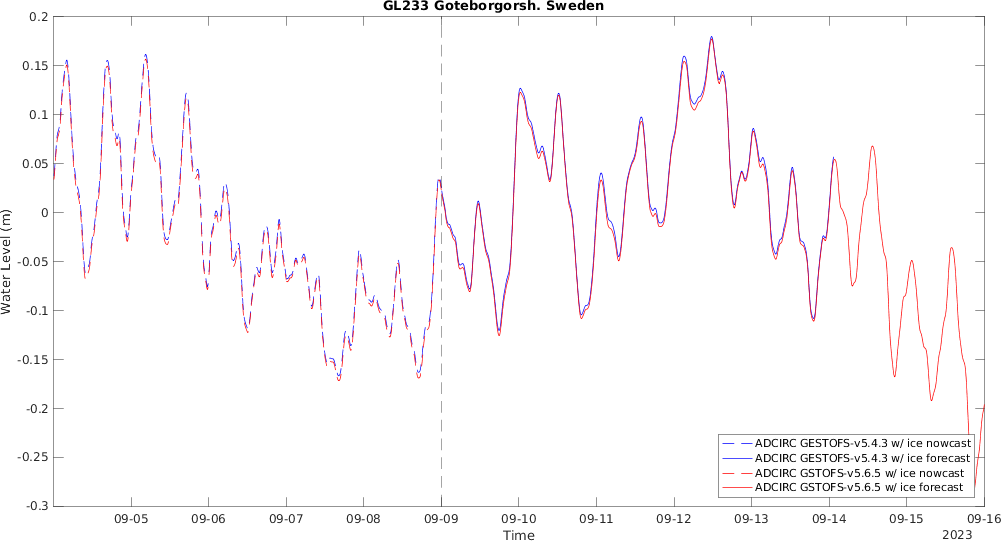 GL233 Goteborgorsh. Sweden
0.2
0.15
0.1
0.05
0
-0.05
-0.1
-0.15
-0.2
-0.25
-0.3
Water Level (m)
ADCIRC GESTOFS-v5.4.3 w/ ice nowcast
ADCIRC GESTOFS-v5.4.3 w/ ice forecast
ADCIRC GSTOFS-v5.6.5 w/ ice nowcast
ADCIRC GSTOFS-v5.6.5 w/ ice forecast
09-05 09-06 09-07 09-08 09-09 09-10 09-11 09-12 09-13 09-14 09-15 09-16
Time
2023